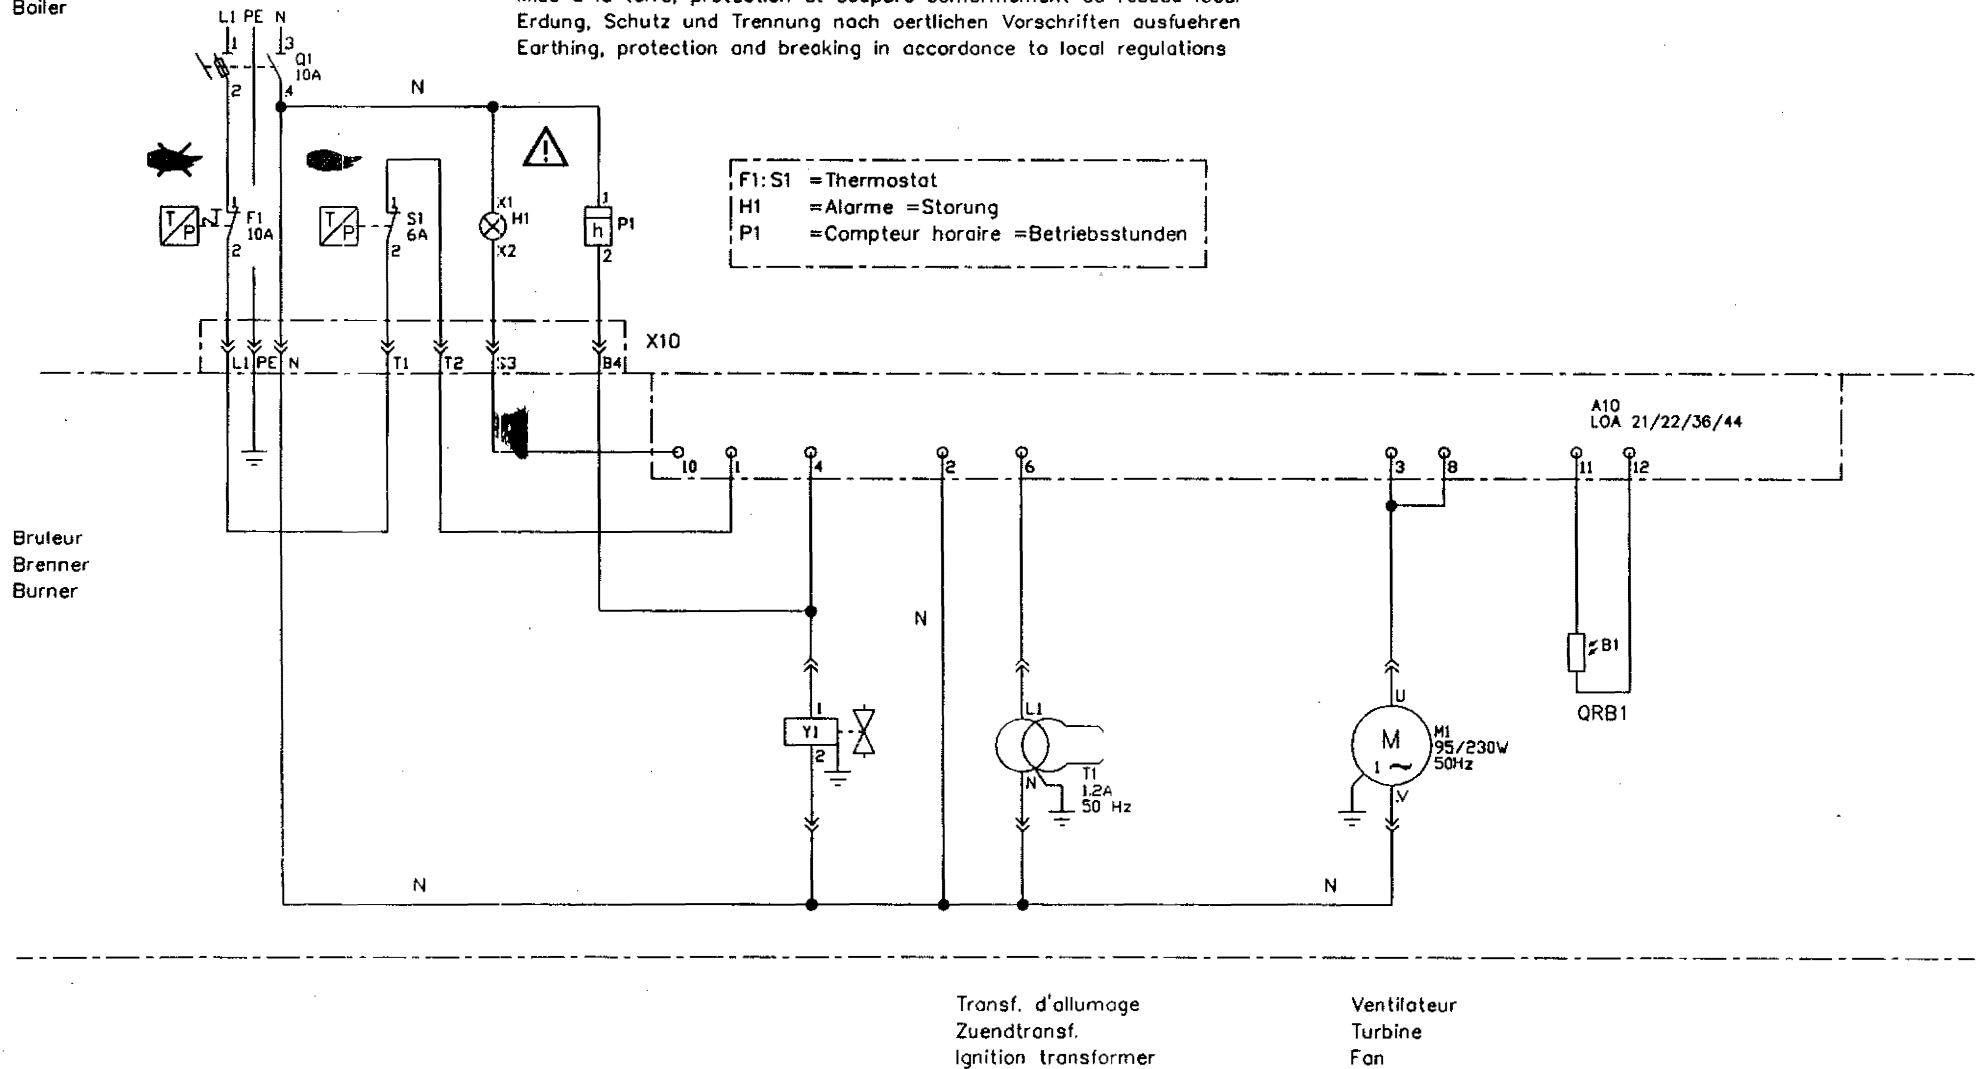 Boiler
Erdung, Schutz und Trennung nach oertlichen Vorschriften ausfuehren
Earthing, protection and breaking in accordance to local regulations
L1 PE N
1
3
Q1
10A
2
4
N
F1:S1 =Thermostat
H1 =Alarme =Storung
P1 =Compteur horaire =Betriebsstunden
T/P
1
F1
10A
2
T/P
1
S1
6A
2
X1
H1
X2
1
h
P1
2
X10
L1 PE N T1 T2 S3 B4
A10
LOA 21/22/36/44
10 1 4 2 6 3 8 11 12
Bruleur
Brenner
Burner
N
B1
QRB1
1
Y1
2
L1
N
T1
1.2A
50 Hz
U
M
1 ~
M1
95/230W
50Hz
V
N
N
Transf. d'allumage
Zuendtransf.
Ignition transformer
Ventilateur
Turbine
Fan